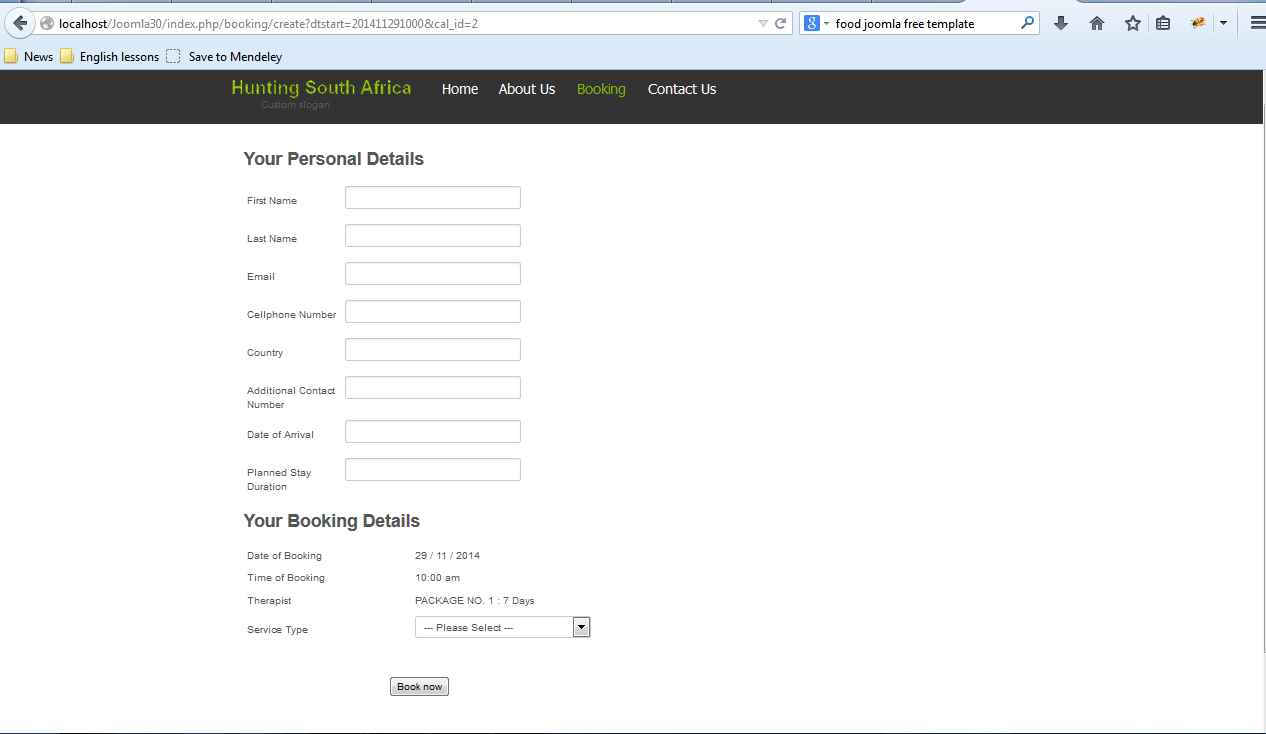 localhost/Joomla30/index.php/booking/create?dtstart=201411291000&cal_id=2
8 food joomla free template
News English lessons Save to Mendeley
Hunting South Africa Home About Us Booking Contact Us
Custom slogan
Your Personal Details
First Name
Last Name
Email
Cellphone Number
Country
Additional Contact
Number
Date of Arrival
Planned Stay
Duration
Your Booking Details
Date of Booking 29 / 11 / 2014
Time of Booking 10:00 am
Therapist PACKAGE NO. 1 : 7 Days
Service Type --- Please Select ---
Book now